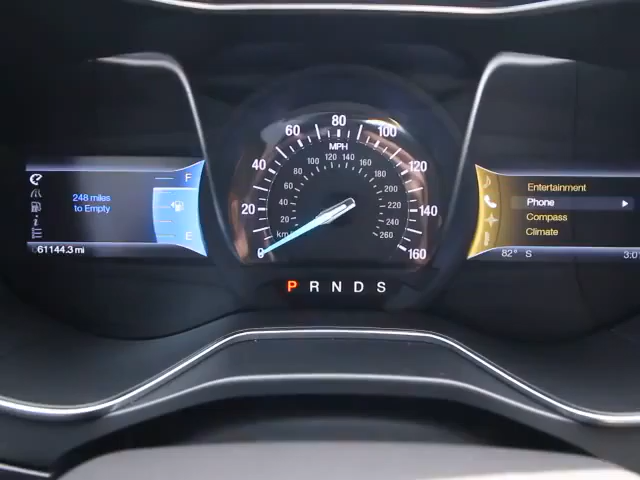 F
248 miles
to Empty
E
61144.3 mi
0 20 40 60 80 100 120 140 160
MPH
20 40 60 80 100 120 140 160 180 200 220 240 260
km/h
P R N D S
Entertainment
Phone
Compass
Climate
82° S